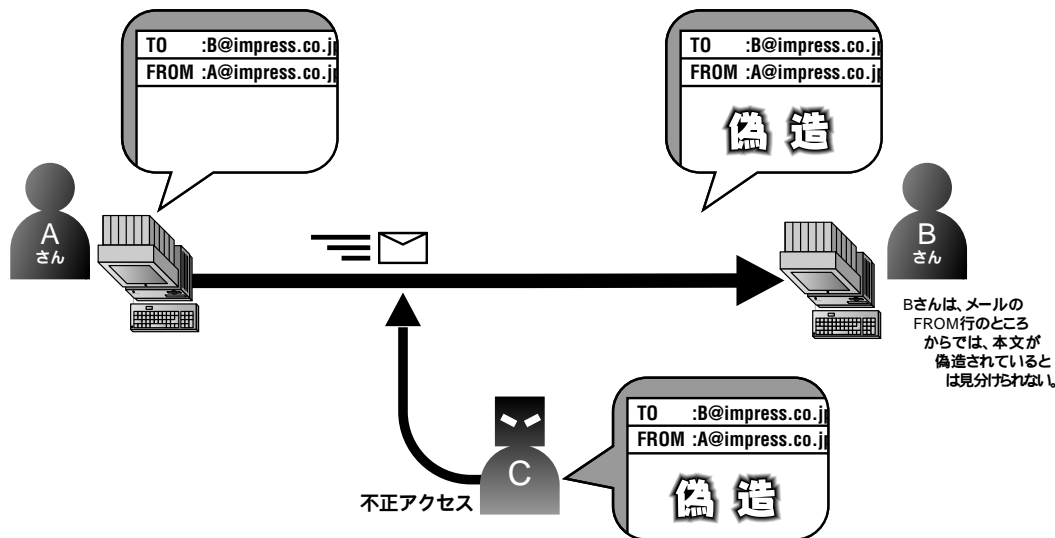 TO :B@impress.co.jp
FROM :A@impress.co.jp
TO :B@impress.co.jp
FROM :A@impress.co.jp
偽造
A
さん
B
さん
Bさんは、メールの
FROM行のところ
からでは、本文が
偽造されていると
は見分けられない。
TO :B@impress.co.jp
FROM :A@impress.co.jp
偽造
C
不正アクセス